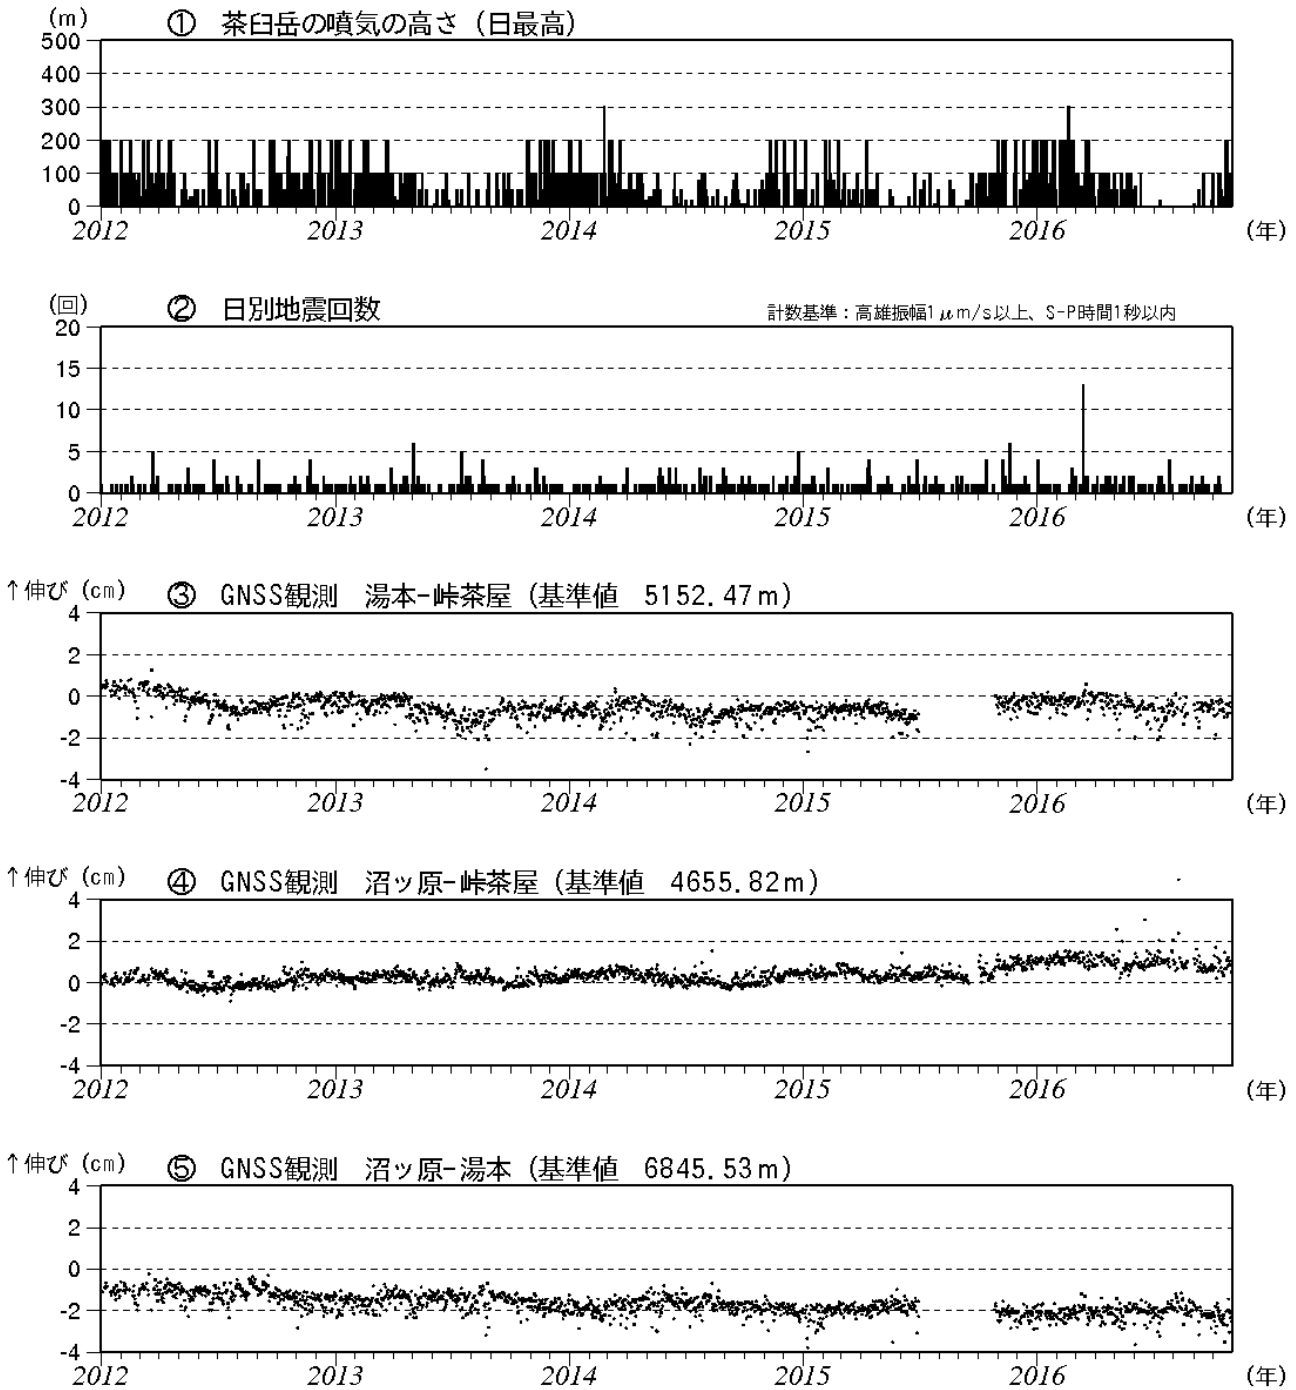 (m) ① 茶臼岳の噴気の高さ (日最高)
500
400
300
200
100
0
2012 2013 2014 2015 2016 (年)
(回) ② 日別地震回数 計数基準：高雄振幅1μm/s以上、S-P時間1秒以内
20
15
10
5
0
2012 2013 2014 2015 2016 (年)
↑伸び (cm) ③ GNSS観測 湯本-峠茶屋 (基準値 5152.47m)
4
2
0
-2
-4
2012 2013 2014 2015 2016 (年)
↑伸び (cm) ④ GNSS観測 沼ッ原-峠茶屋 (基準値 4655.82m)
4
2
0
-2
-4
2012 2013 2014 2015 2016 (年)
↑伸び (cm) ⑤ GNSS観測 沼ッ原-湯本 (基準値 6845.53m)
4
2
0
-2
-4
2012 2013 2014 2015 2016 (年)